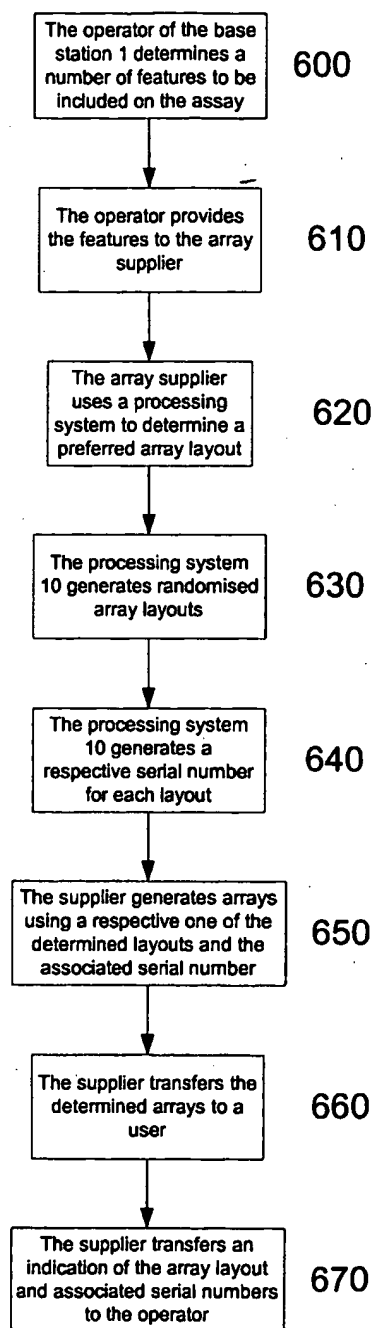 The operator of the base
station 1 determines a
number of features to be
included on the assay
600
The operator provides
the features to the array
supplier
610
The array supplier
uses a processing
system to determine a
preferred array layout
620
The processing system
10 generates randomised
array layouts
630
The processing system
10 generates a
respective serial number
for each layout
640
The supplier generates arrays
using a respective one of the
determined layouts and the
associated serial number
650
The supplier transfers the
determined arrays to a
user
660
The supplier transfers an
indication of the array layout
and associated serial numbers
to the operator
670